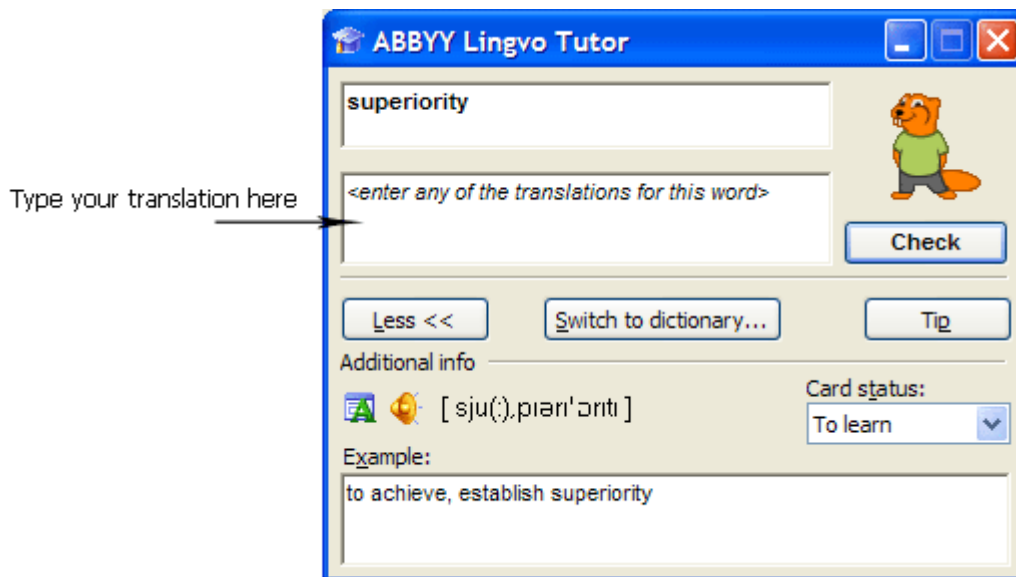 ABBYY Lingvo Tutor
superiority
Type your translation here
<enter any of the translations for this word>
Check
Less <<
Switch to dictionary...
Tip
Additional info
[ sju(:)ˌpɪərɪ'ɔrɪtɪ ]
Card status:
To learn
Example:
to achieve, establish superiority